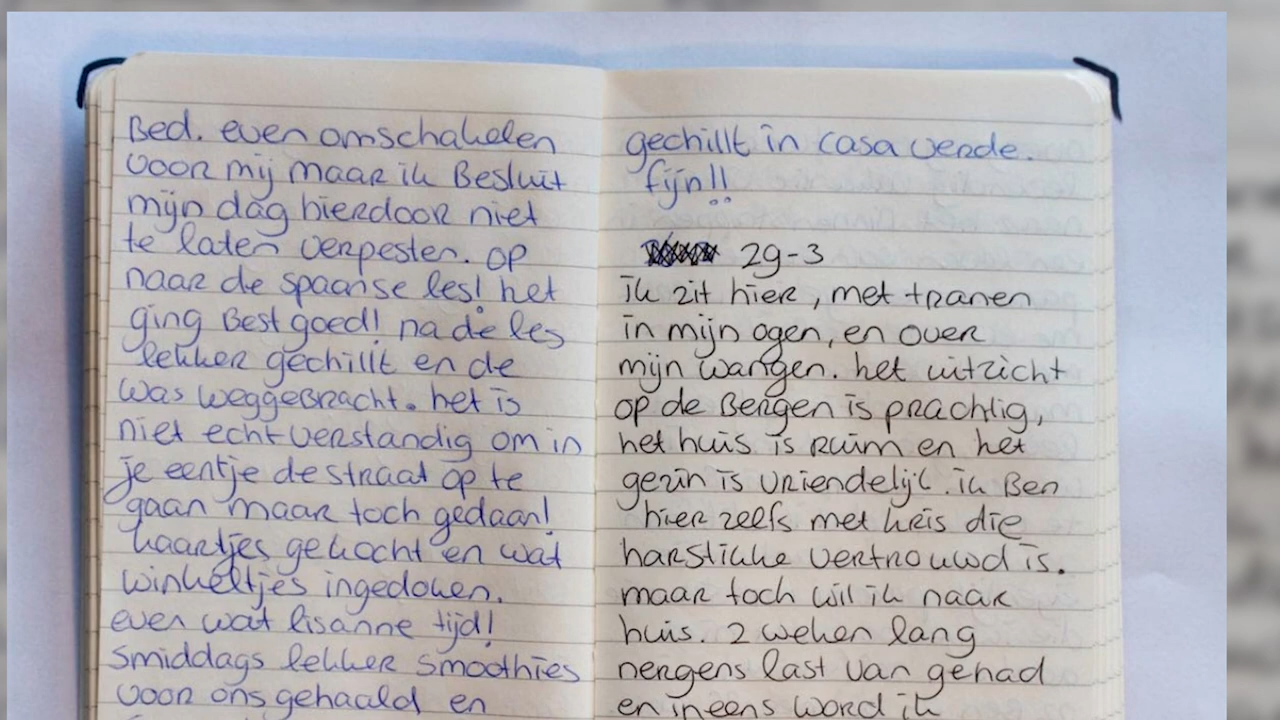 Bed. even omschakelen
voor mij maar ik Besluit
mijn dag hierdoor niet
te laten verpesten. op
naar de spaanse les! het
ging Best goed! na de les
lekker gechillt en de
was weggeBracht. het is
niet echt verstandig om in
je eentje de straat op te
gaan maar toch gedaan!
kaartjes gekocht en wat
winkeltjes ingedoken.
even wat lisanne tijd!
smiddags lekker smoothies
voor ons gehaald en
gechillt in casa verde.
fijn!!
29-3
ik zit hier, met tranen
in mijn ogen, en over
mijn wangen. het uitzicht
op de Bergen is prachtig,
het huis is Ruim en het
gezin is vriendelijk. ik Ben
hier zelfs met kris die
harstikke vertrouwd is.
maar toch wil ik naar
huis. 2 weken lang
nergens last van gehad
en ineens word ik